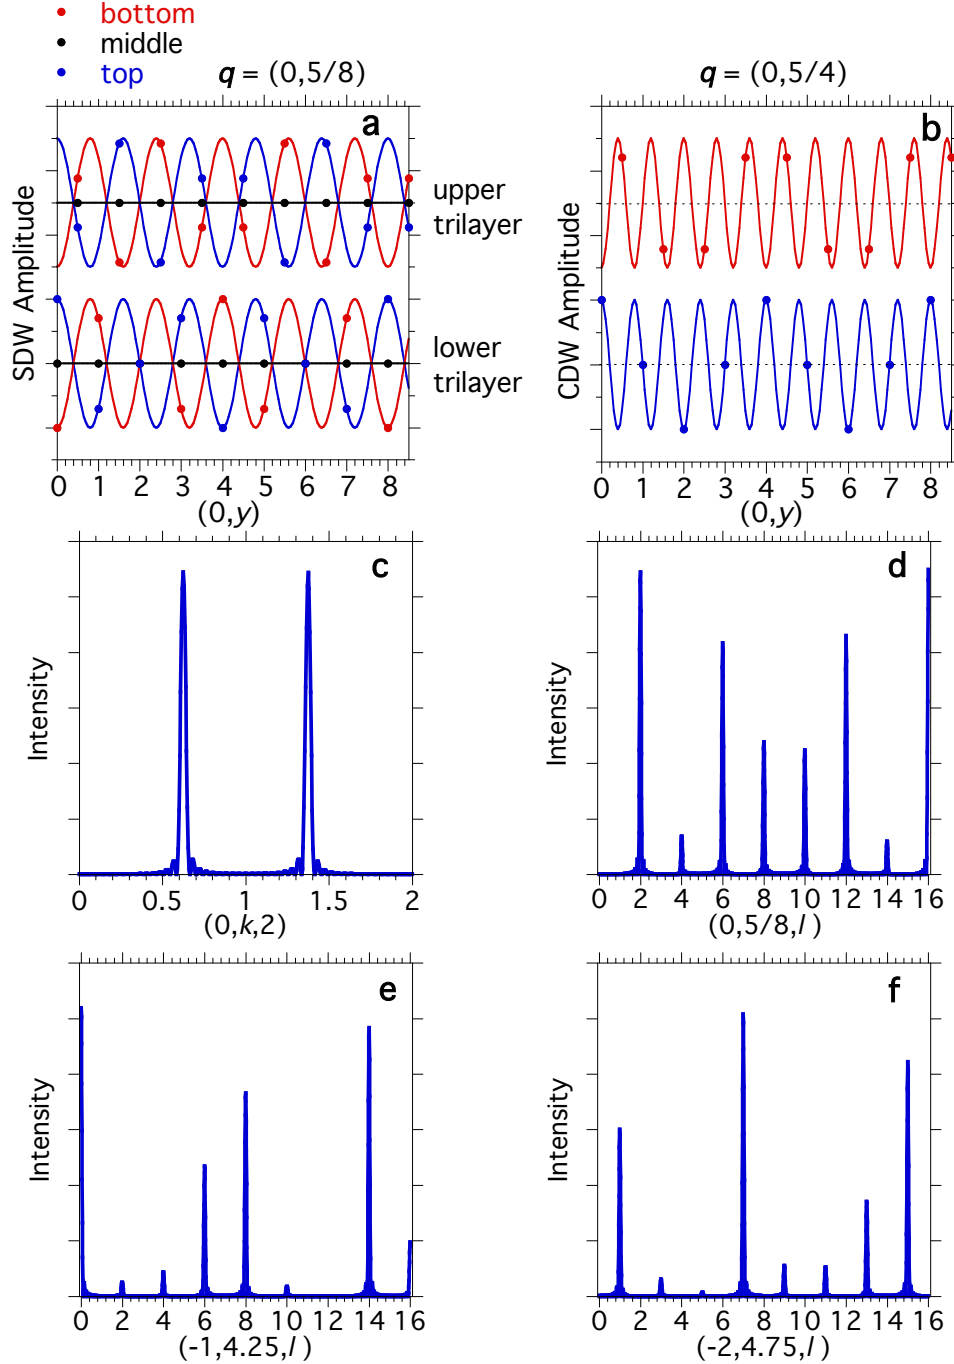 bottom
middle
top
q = (0,5/8)
q = (0,5/4)
a
b
SDW Amplitude
upper
trilayer
lower
trilayer
CDW Amplitude
0 1 2 3 4 5 6 7 8
(0,y)
0 1 2 3 4 5 6 7 8
(0,y)
c
d
Intensity
Intensity
0 0.5 1 1.5 2
(0,k,2)
0 2 4 6 8 10 12 14 16
(0,5/8,l)
e
f
Intensity
Intensity
0 2 4 6 8 10 12 14 16
(-1,4.25,l)
0 2 4 6 8 10 12 14 16
(-2,4.75,l)